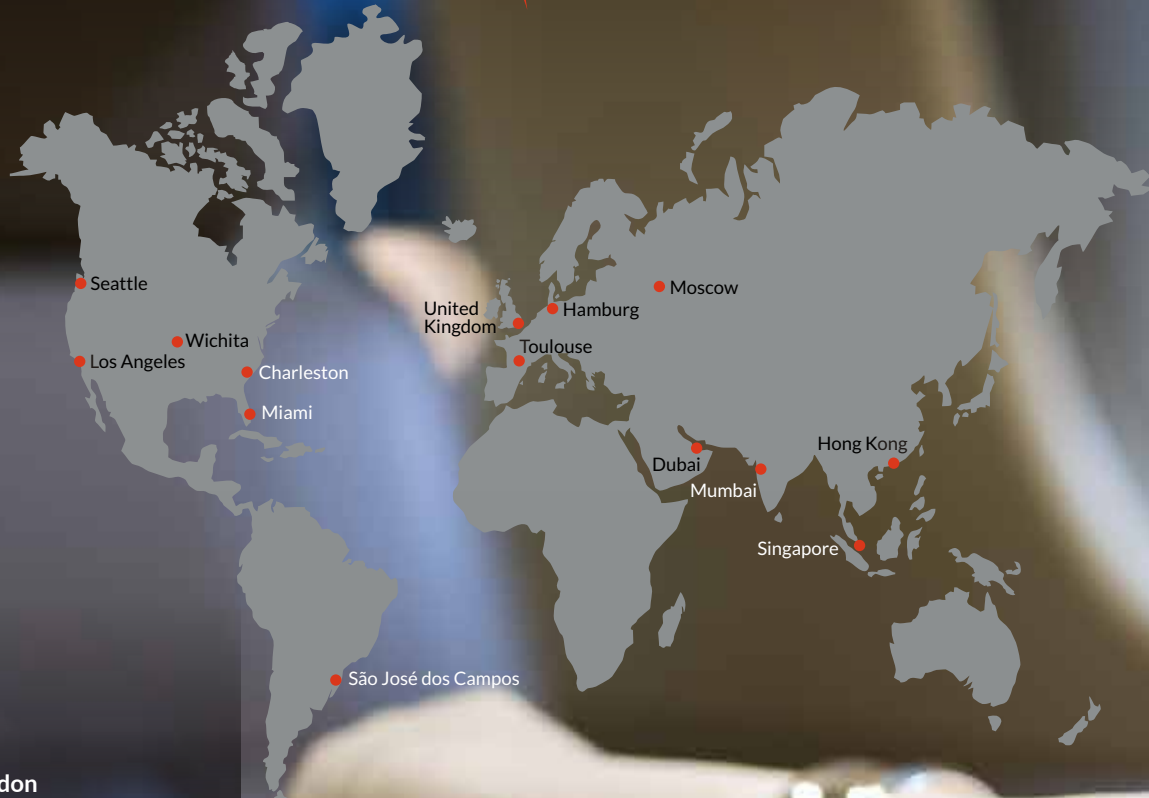 Seattle
Wichita
Los Angeles
Charleston
Miami
United
Kingdom
Hamburg
Toulouse
Moscow
Dubai
Mumbai
Hong Kong
Singapore
São José dos Campos
don